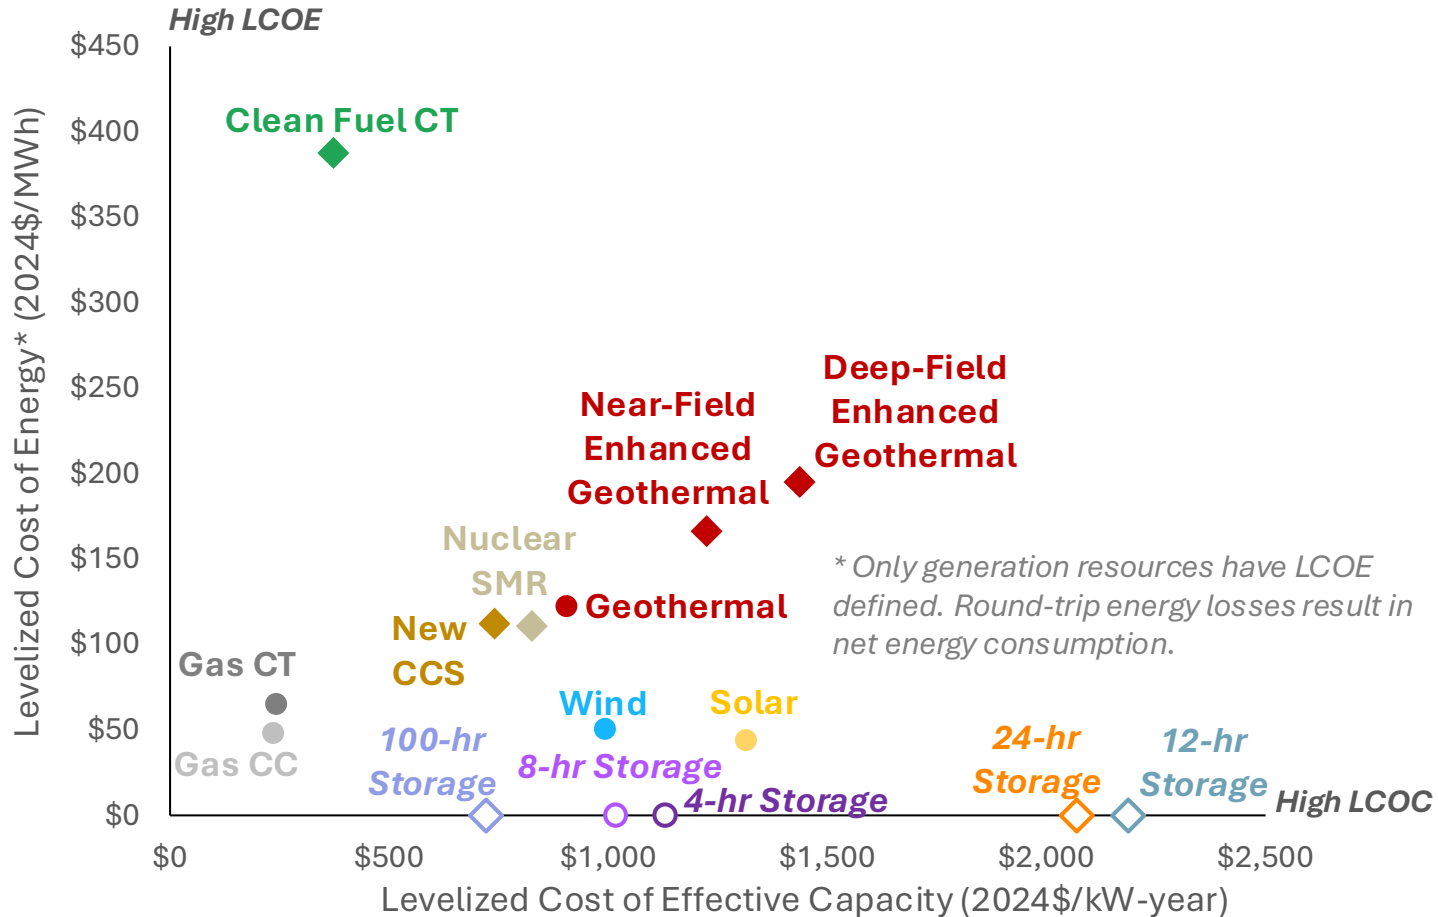 High LCOE
$450
$400
$350
$300
$250
$200
$150
$100
$50
$0
Levelized Cost of Energy* (2024$/MWh)
Clean Fuel CT
Deep-Field
Enhanced
Geothermal
Near-Field
Enhanced
Geothermal
Nuclear
SMR
Geothermal
New
CCS
* Only generation resources have LCOE
defined. Round-trip energy losses result in
net energy consumption.
Gas CT
Gas CC
Wind
Solar
100-hr
Storage
8-hr Storage
4-hr Storage
24-hr
Storage
12-hr
Storage
High LCOC
$0
$500
$1,000
$1,500
$2,000
$2,500
Levelized Cost of Effective Capacity (2024$/kW-year)